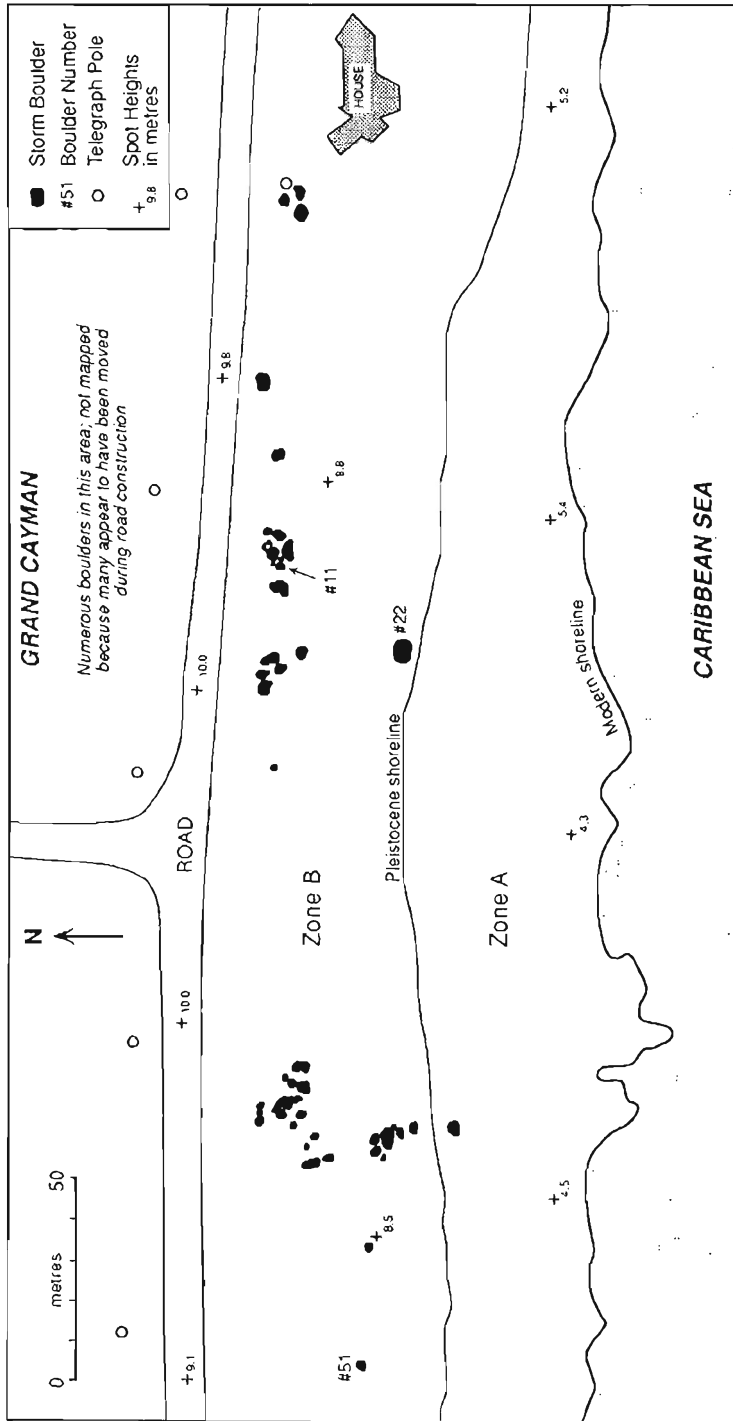 GRAND CAYMAN
Numerous boulders in this area; not mapped
because many appear to have been moved
during road construction
Storm Boulder
#51 Boulder Number
Telegraph Pole
9.8 Spot Heights
in metres
N
0 metres 50
ROAD
9.1
10.0
10.0
9.8
HOUSE
#11
8.8
#22
Zone B
#51
8.5
Pleistocene shoreline
Zone A
4.5
4.3
5.4
5.2
Modern shoreline
CARIBBEAN SEA